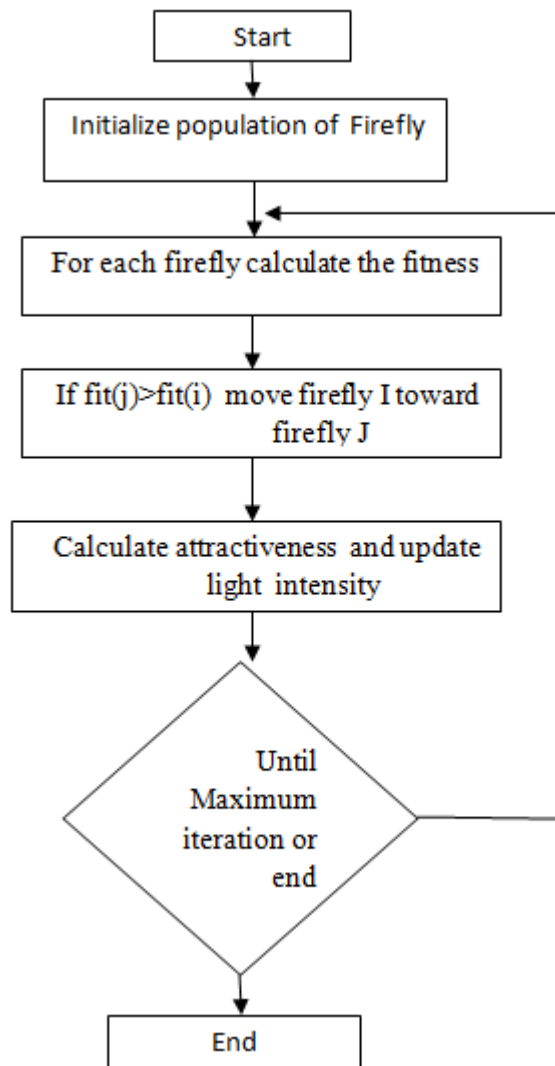 Start
Initialize population of Firefly
For each firefly calculate the fitness
If fit(j)>fit(i) move firefly I toward
firefly J
Calculate attractiveness and update
light intensity
Until
Maximum
iteration or
end
End